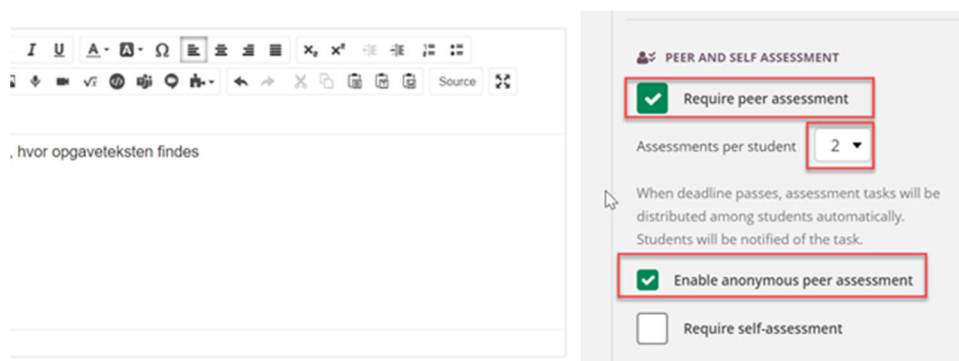 I U A A Ω x₂ x²
Source
, hvor opgaveteksten findes
PEER AND SELF ASSESSMENT
Require peer assessment
Assessments per student 2
When deadline passes, assessment tasks will be
distributed among students automatically.
Students will be notified of the task.
Enable anonymous peer assessment
Require self-assessment